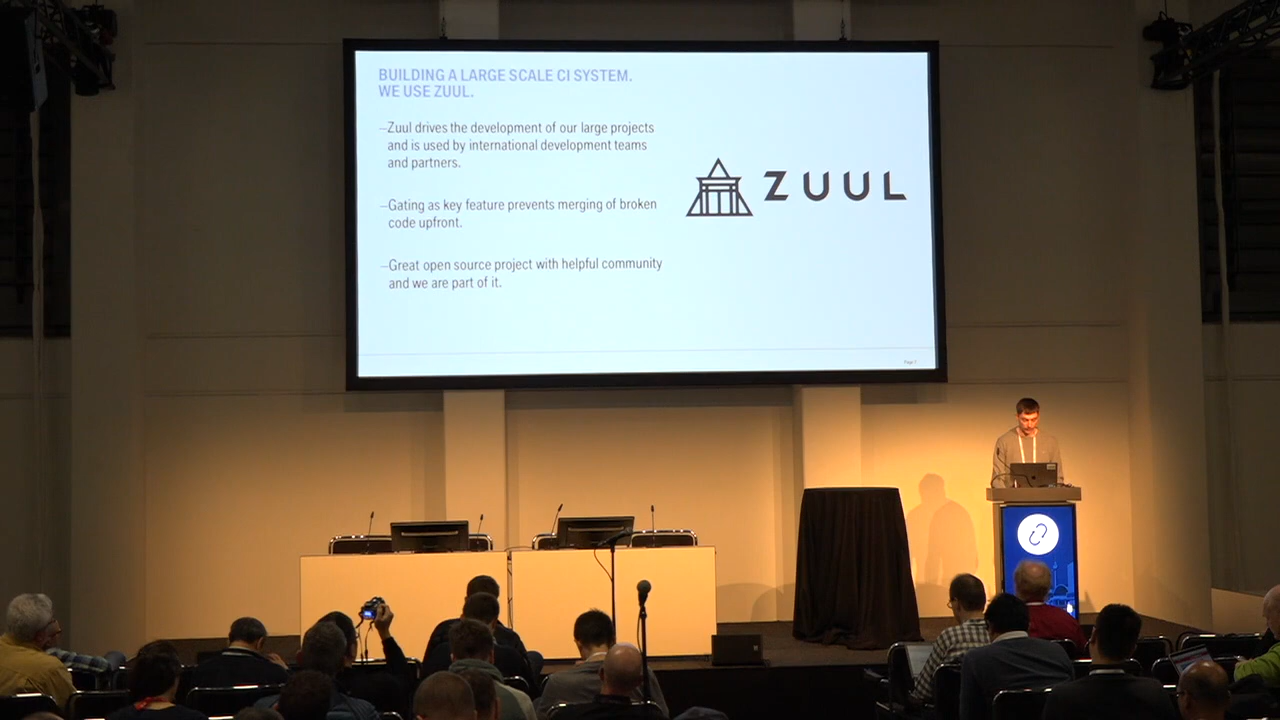 BUILDING A LARGE SCALE CI SYSTEM.
WE USE ZUUL.
–Zuul drives the development of our large projects
and is used by international development teams
and partners.
–Gating as key feature prevents merging of broken
code upfront.
–Great open source project with helpful community
and we are part of it.
ZUUL